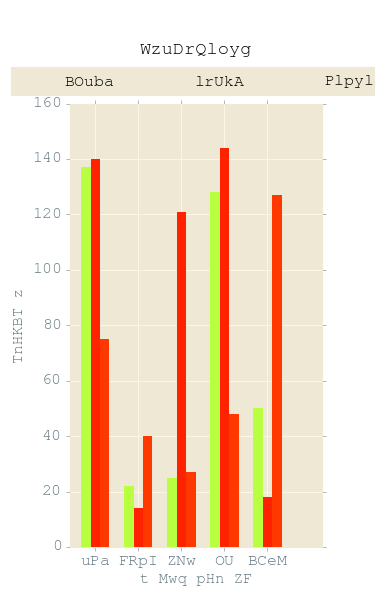 WzuDrQloyg
BOuba lrUkA Plpyl
160
140
120
100
80
60
40
20
0
TnHKBT z
uPa FRpI ZNw OU BCeM
t Mwq pHn ZF